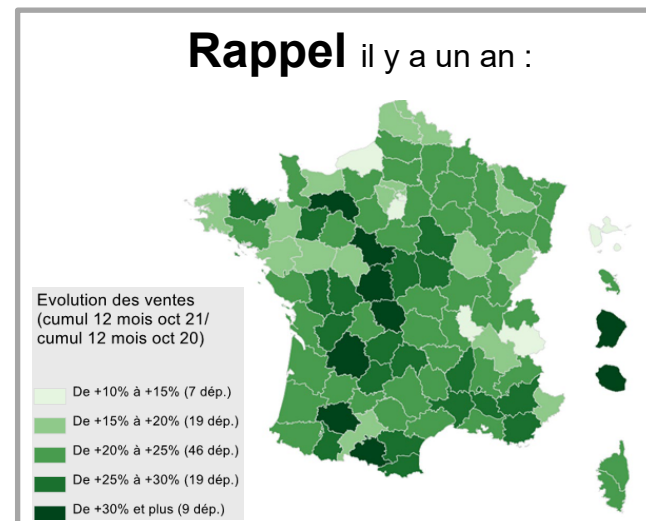 Rappel il y a un an :
Evolution des ventes
(cumul 12 mois oct 21/
cumul 12 mois oct 20)
De +10% à +15% (7 dép.)
De +15% à +20% (19 dép.)
De +20% à +25% (46 dép.)
De +25% à +30% (19 dép.)
De +30% et plus (9 dép.)